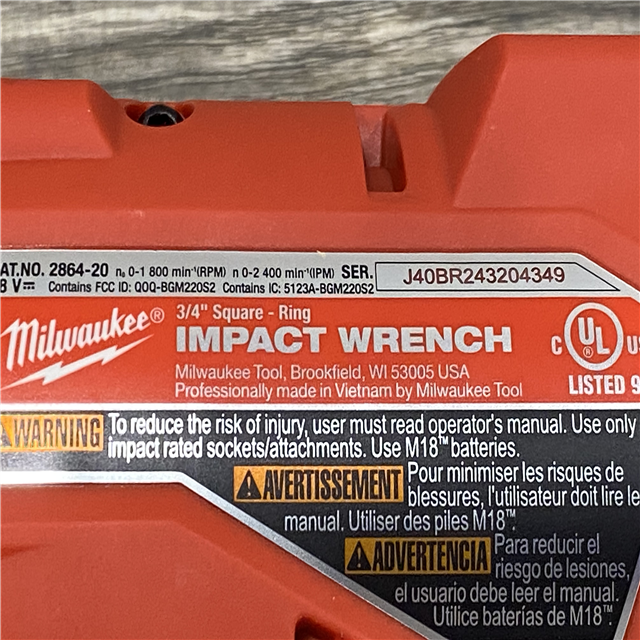 AT.NO. 2864-20 n₀ 0-1 800 min⁻¹(RPM) n 0-2 400 min⁻¹(IPM) SER. J40BR243204349
8 V⎓ Contains FCC ID: QOQ-BGM220S2 Contains IC: 5123A-BGM220S2
Milwaukee®
3/4" Square - Ring
IMPACT WRENCH
Milwaukee Tool, Brookfield, WI 53005 USA
Professionally made in Vietnam by Milwaukee Tool
C UL ® US
LISTED 9
WARNING To reduce the risk of injury, user must read operator's manual. Use only
impact rated sockets/attachments. Use M18™ batteries.
AVERTISSEMENT Pour minimiser les risques de
blessures, l'utilisateur doit lire le
manual. Utiliser des piles M18™.
ADVERTENCIA Para reducir el
riesgo de lesiones,
el usuario debe leer el manual.
Utilice baterías de M18™.